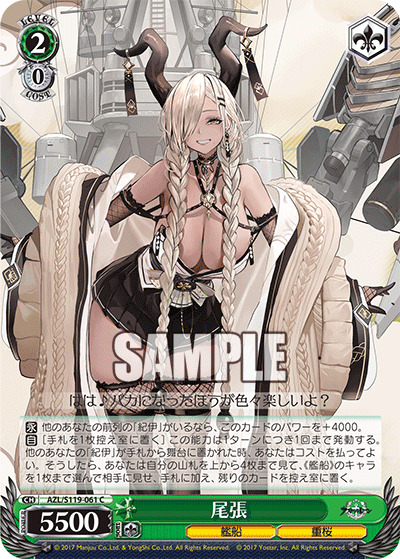 LEVEL
2
0
COST
SAMPLE
はは♪バカになったほうが色々楽しいよ？
永 他のあなたの前列の「紀伊」がいるなら、このカードのパワーを＋4000。
自 ［手札を1枚控え室に置く］ この能力は1ターンにつき1回まで発動する。
他のあなたの「紀伊」が手札から舞台に置かれた時、あなたはコストを払ってよ
い。そうしたら、あなたは自分の山札を上から4枚まで見て、《艦船》のキャラ
を1枚まで選んで相手に見せ、手札に加え、残りのカードを控え室に置く。
CH AZL/S119-061 C
5500
尾張
艦船 重桜
© 2017 Manjuu Co.,Ltd. & YongShi Co.,Ltd. All Rights Reserved. © 2017 Yostar, Inc. All Rights Reserved.